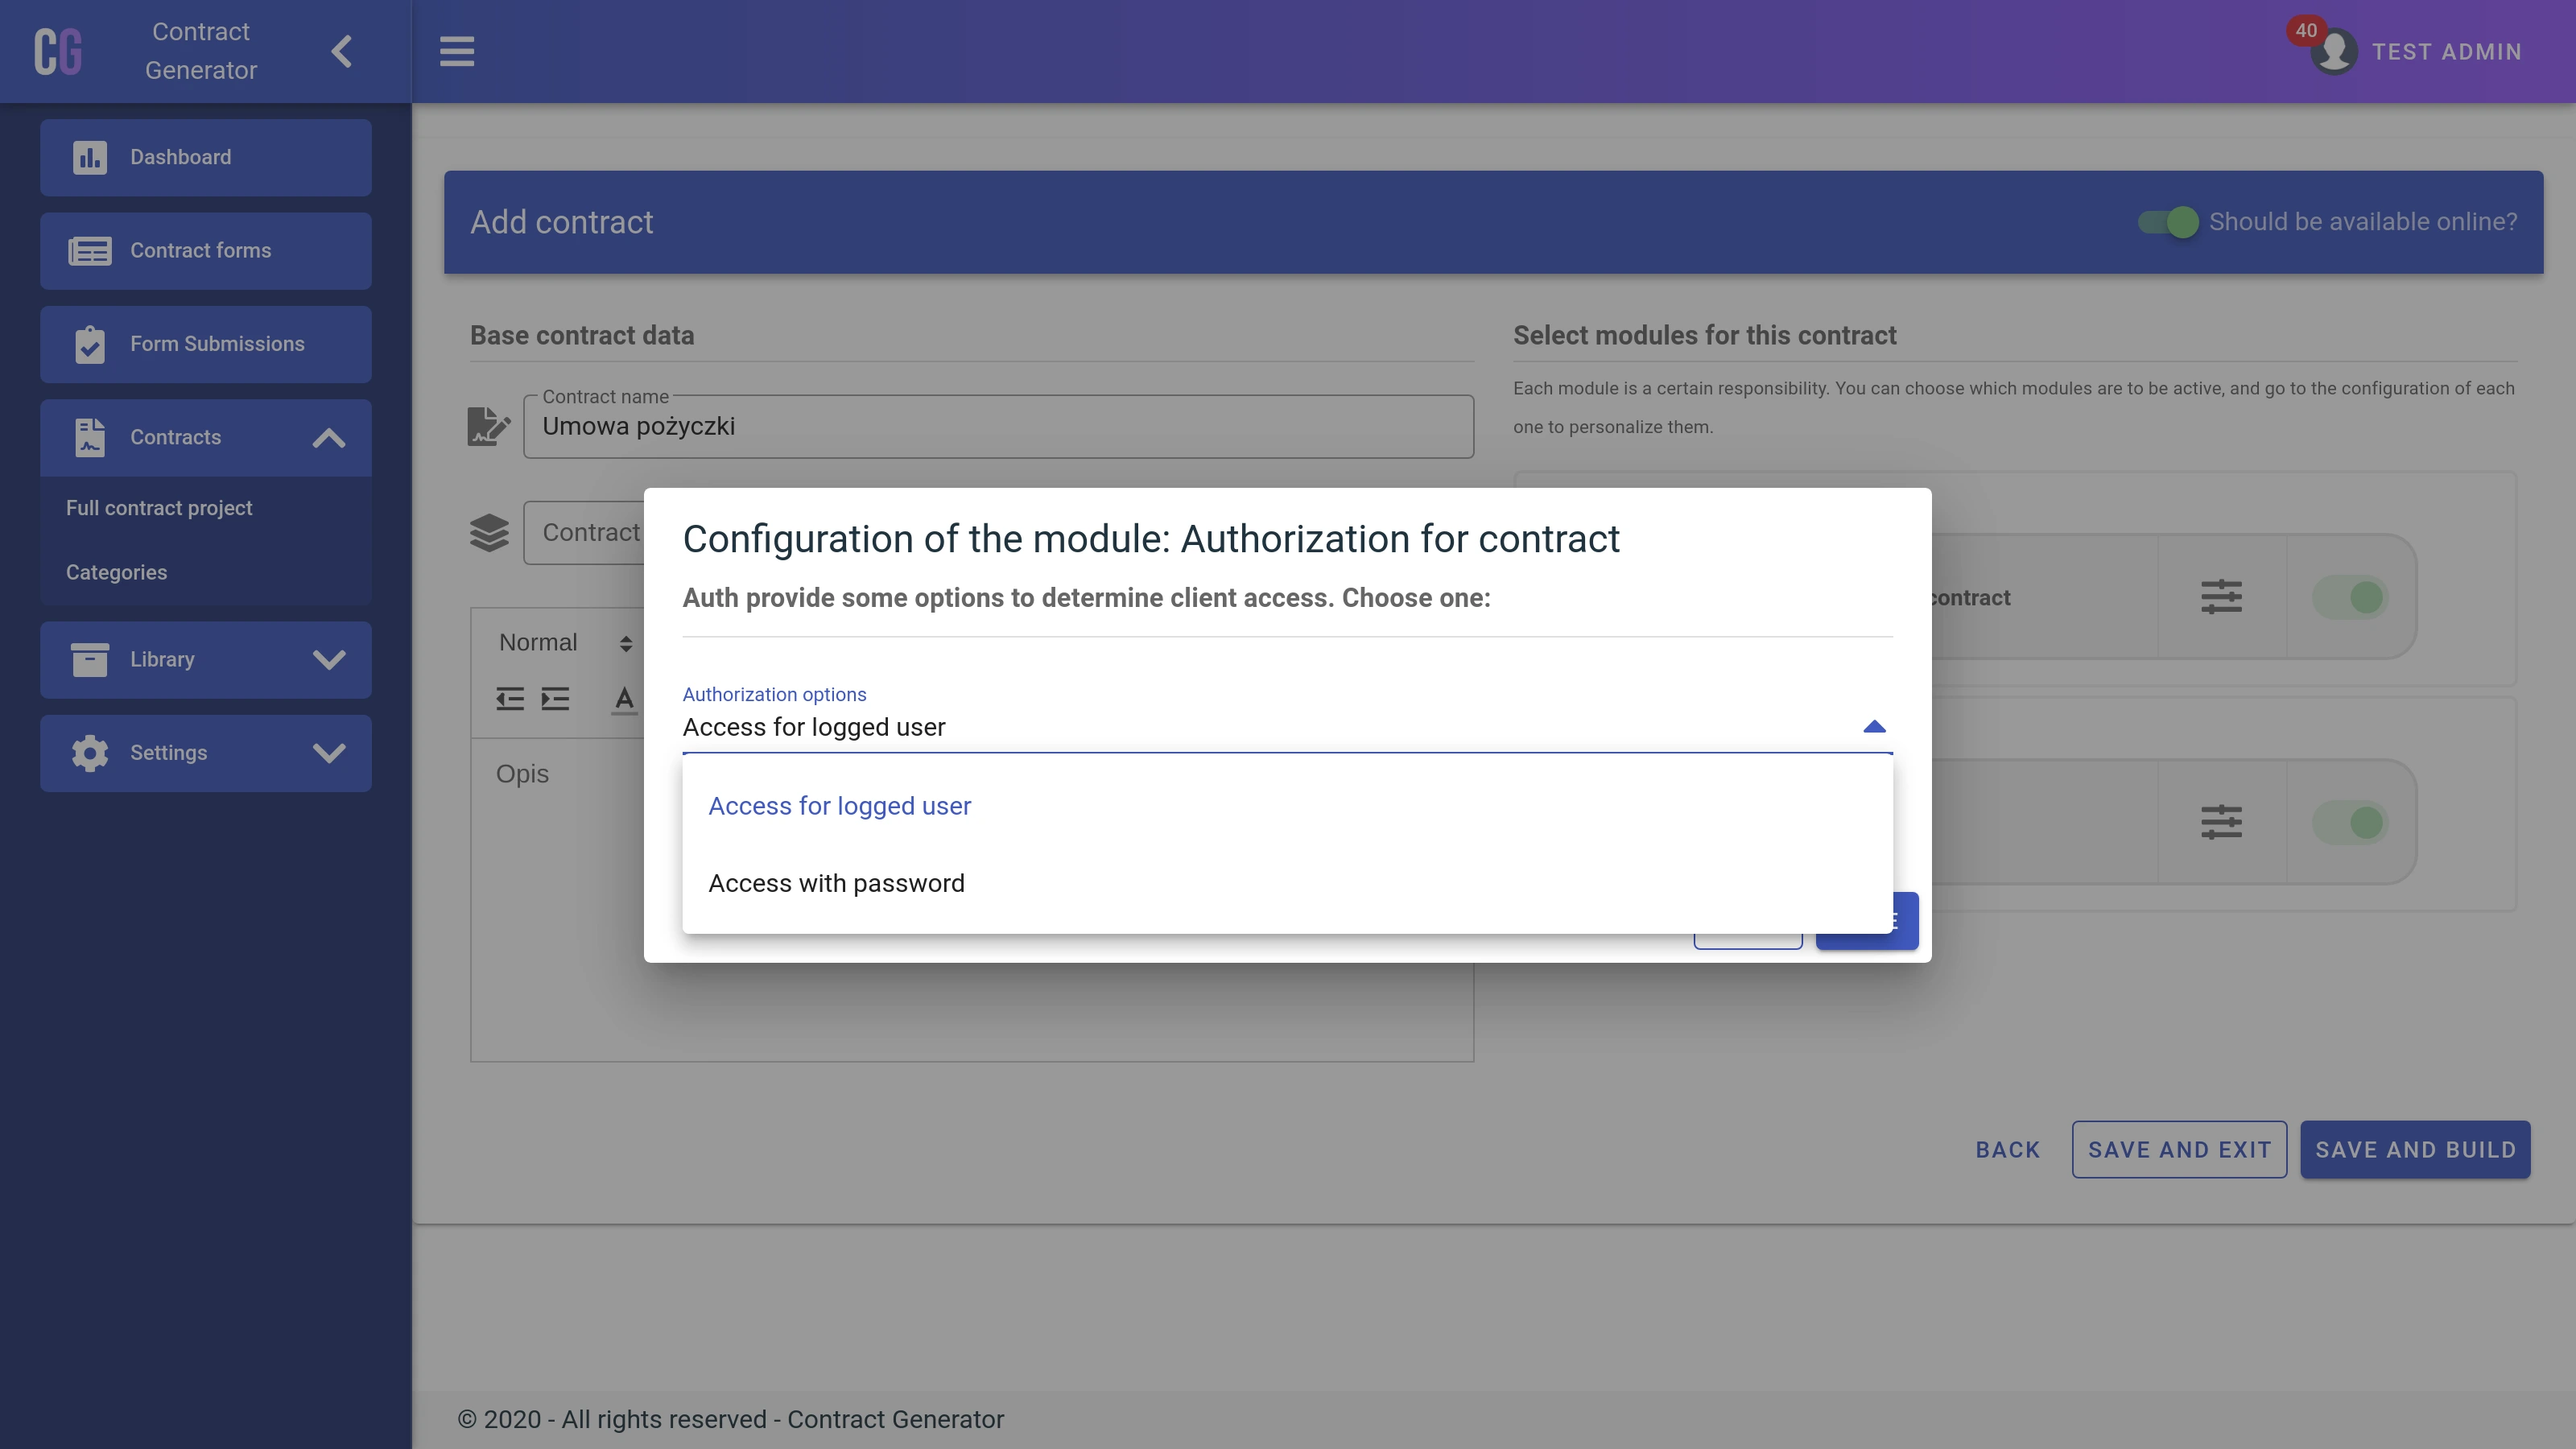 CG
Contract
Generator
40
TEST ADMIN
Dashboard
Contract forms
Form Submissions
Contracts
Full contract project
Categories
Library
Settings
Add contract
Should be available online?
Base contract data
Contract name
Umowa pożyczki
Contract
Normal
A
Opis
Select modules for this contract
Each module is a certain responsibility. You can choose which modules are to be active, and go to the configuration of each
one to personalize them.
contract
Configuration of the module: Authorization for contract
Auth provide some options to determine client access. Choose one:
Authorization options
Access for logged user
Access for logged user
Access with password
BACK
SAVE AND EXIT
SAVE AND BUILD
© 2020 - All rights reserved - Contract Generator